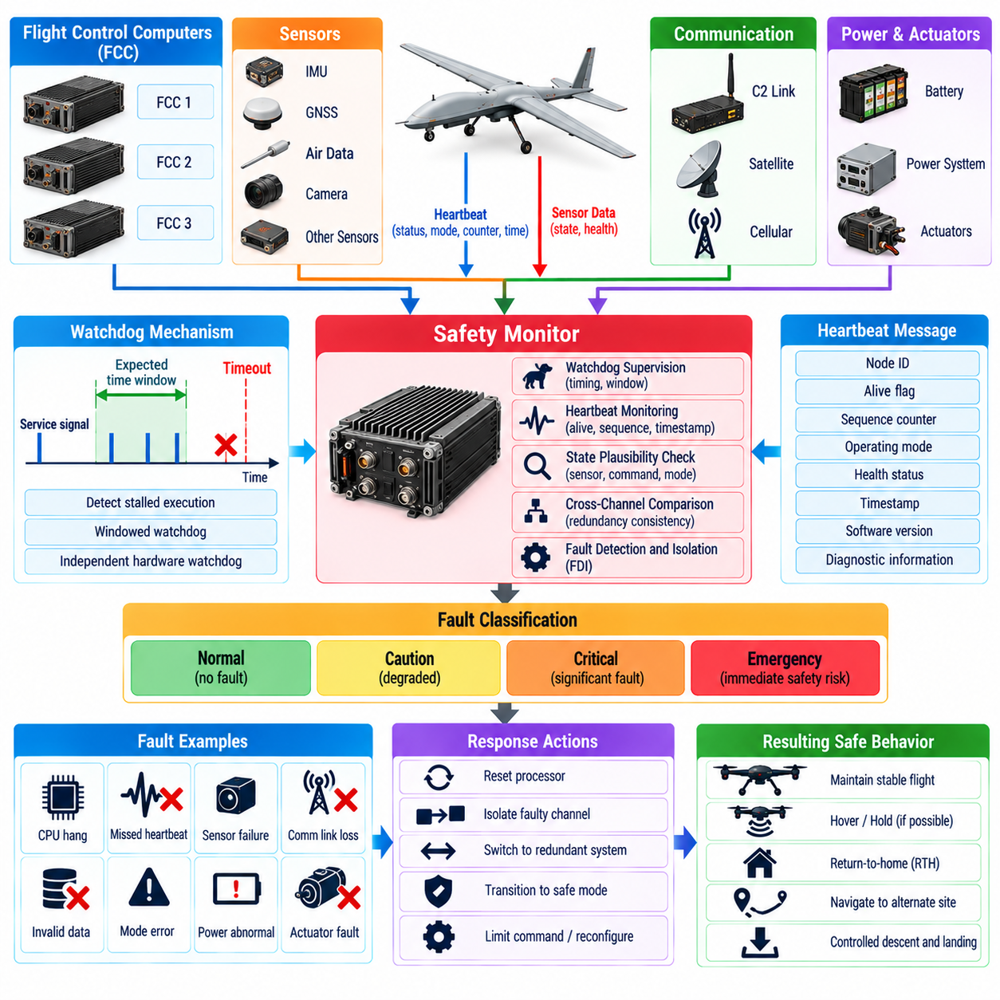 Flight Control Computers
(FCC)
FCC 1
FCC 2
FCC 3
Sensors
IMU
GNSS
Air Data
Camera
Other Sensors
Heartbeat
(status, mode, counter, time)
Sensor Data
(state, health)
Communication
C2 Link
Satellite
Cellular
Power & Actuators
Battery
Power Systtem
Actuators
Watchdog Mechanism
Expected
time window
Timeout
Service signal
Time
Detect stalled execution
Windowed watchdog
Independent hardware watchdog
Safety Monitor
Watchdog Supervision
(timing, window)
Heartbeat Monitoring
(alive, sequence, timestamp)
State Plausibility Check
(sensor, command, mode)
Cross-Channel Comparison
(redundancy consistency)
Fault Detection and Isolation
(FDI)
Heartbeat Message
Node ID
Alive flag
Sequence counter
Operating mode
Health status
Timestamp
Software version
Diagnostic information
Fault Classification
Normal
(no fault)
Caution
(degraded)
Critical
(significant fault)
Emergency
(immediate safety risk)
Fault Examples
CPU hang
Missed heartbeat
Sensor failure
Comm link loss
Invalid data
Mode error
Power abnormal
Actuator fault
Response Actions
Reset processor
Isolate faulty channel
Switch to redundant system
Transition to safe mode
Limit command / reconfigure
Resulting Safe Behavior
Maintain stable flight
Hover / Hold (if possible)
Return-to-home (RTH)
Navigate to alternate site
Controlled descent and landing